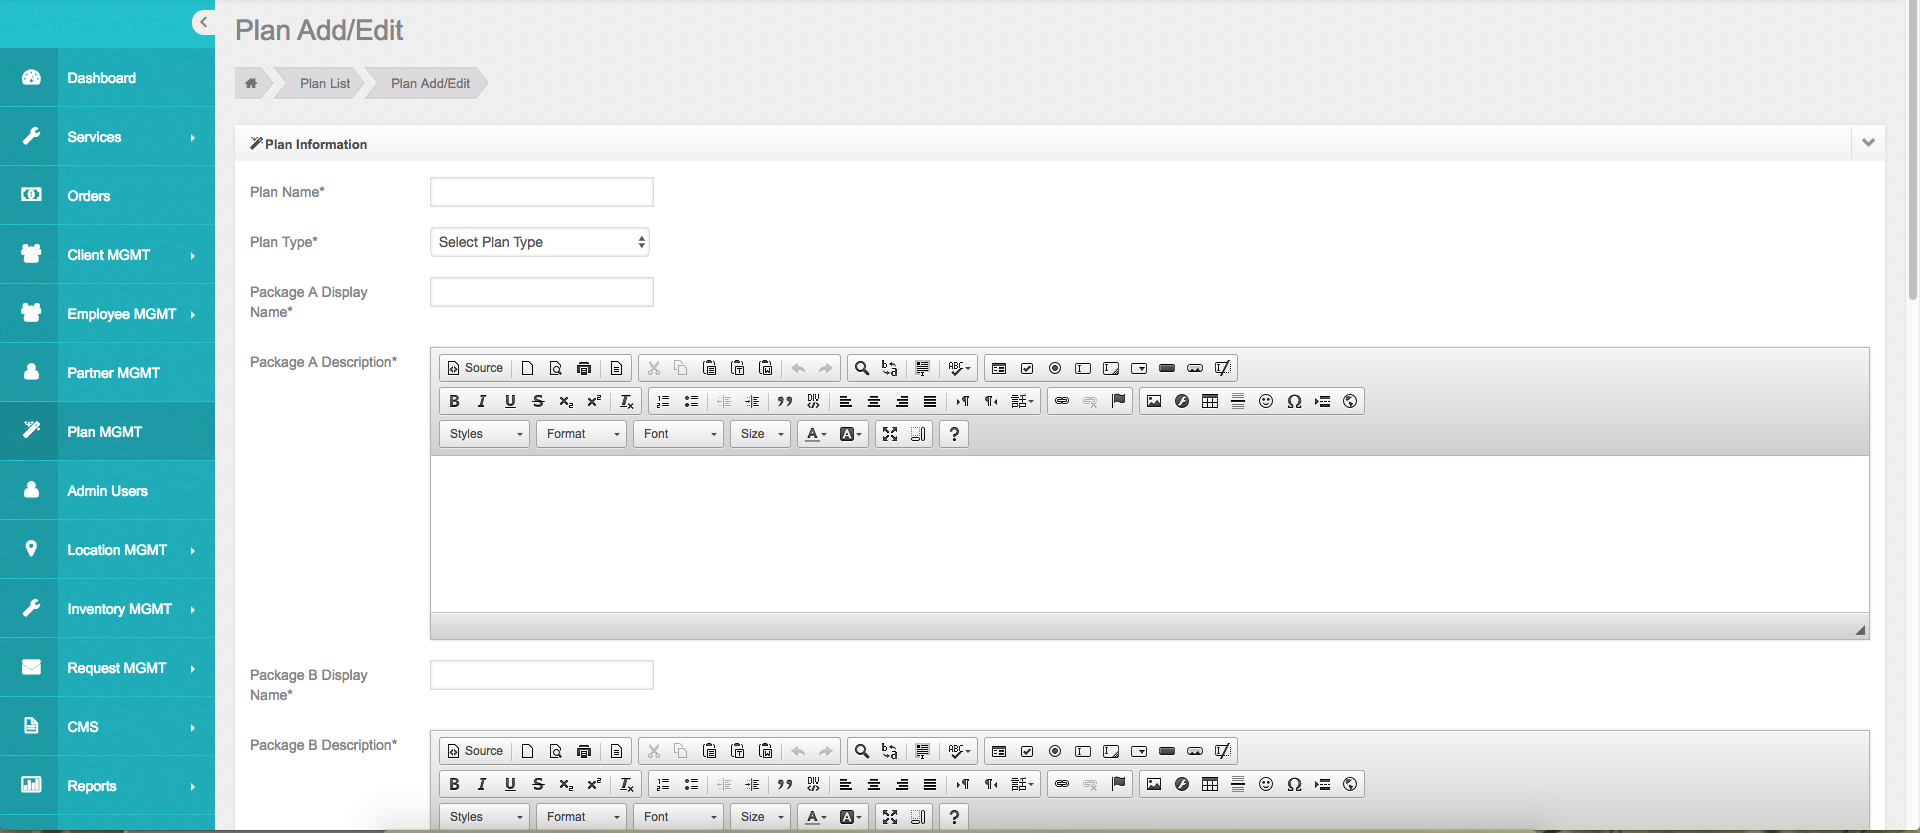 Plan Add/Edit
Plan List
Plan Add/Edit
Dashboard
Services
Orders
Client MGMT
Employee MGMT
Partner MGMT
Plan MGMT
Admin Users
Location MGMT
Inventory MGMT
Request MGMT
CMS
Reports
Plan Information
Plan Name*
Plan Type*
Select Plan Type
Package A Display
Name*
Package A Description*
Source
Styles
Format
Font
Size
Package B Display
Name*
Package B Description*
Source
Styles
Format
Font
Size